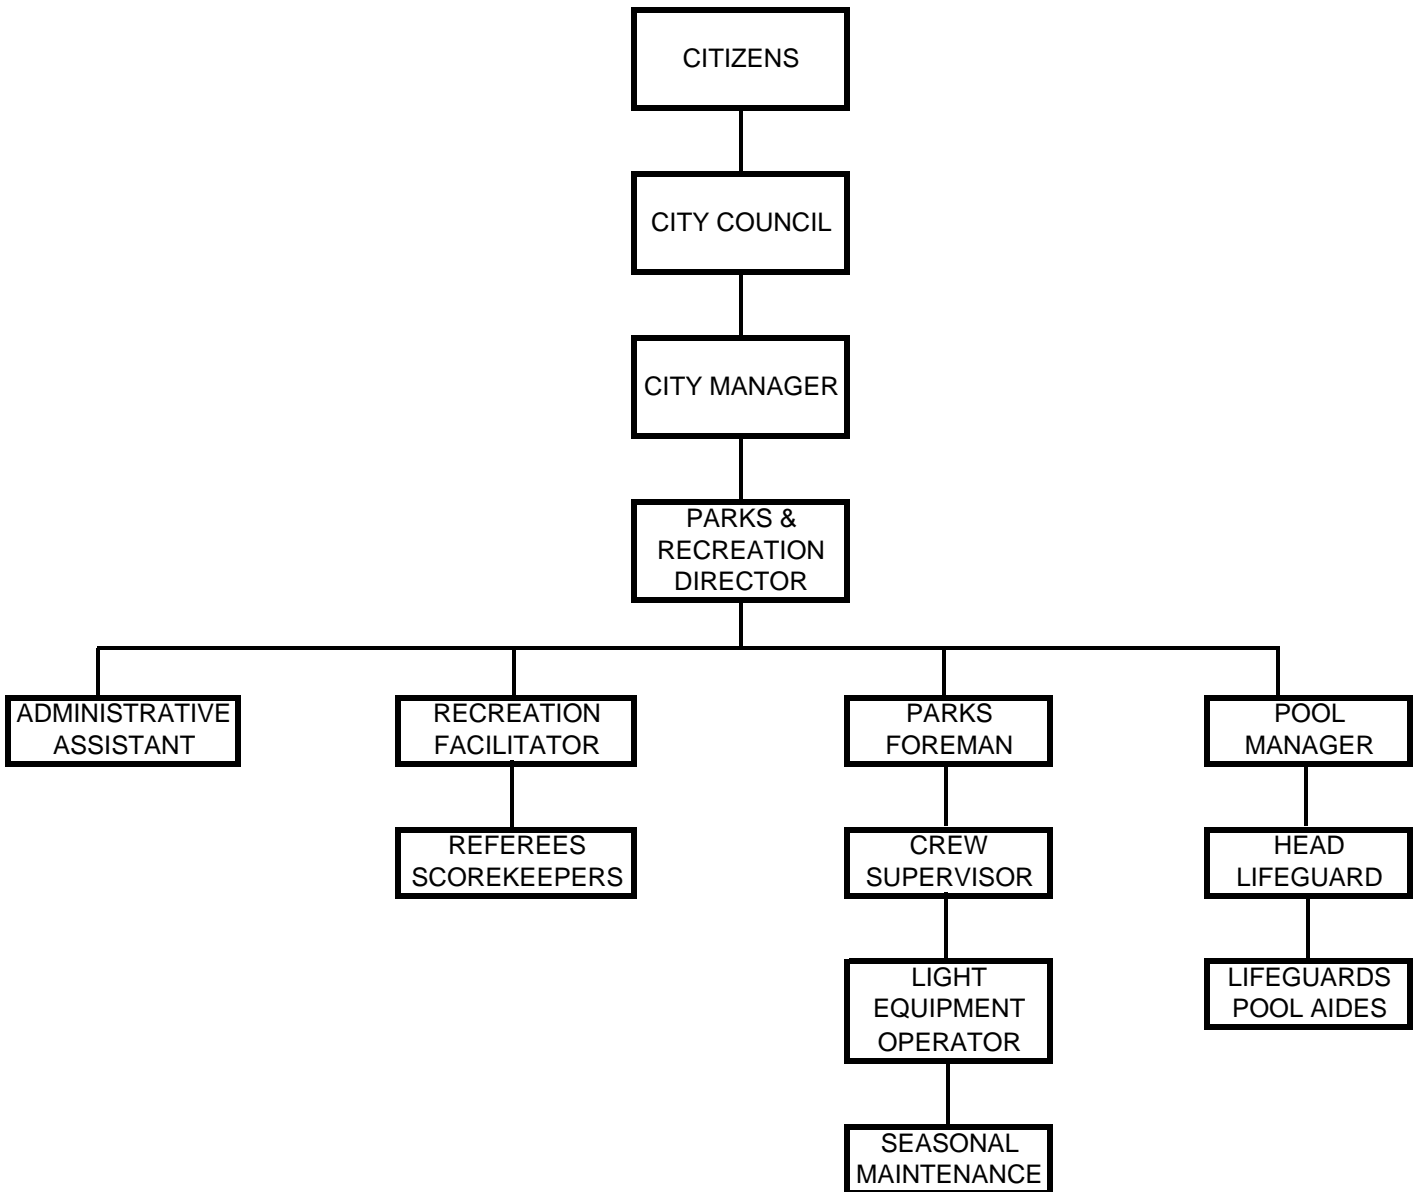 CITIZENS
CITY COUNCIL
CITY MANAGER
PARKS &
RECREATION
DIRECTOR
ADMINISTRATIVE
ASSISTANT
RECREATION
FACILITATOR
PARKS
FOREMAN
POOL
MANAGER
REFEREES
SCOREKEEPERS
CREW
SUPERVISOR
HEAD
LIFEGUARD
LIGHT
EQUIPMENT
OPERATOR
LIFEGUARDS
POOL AIDES
SEASONAL
MAINTENANCE